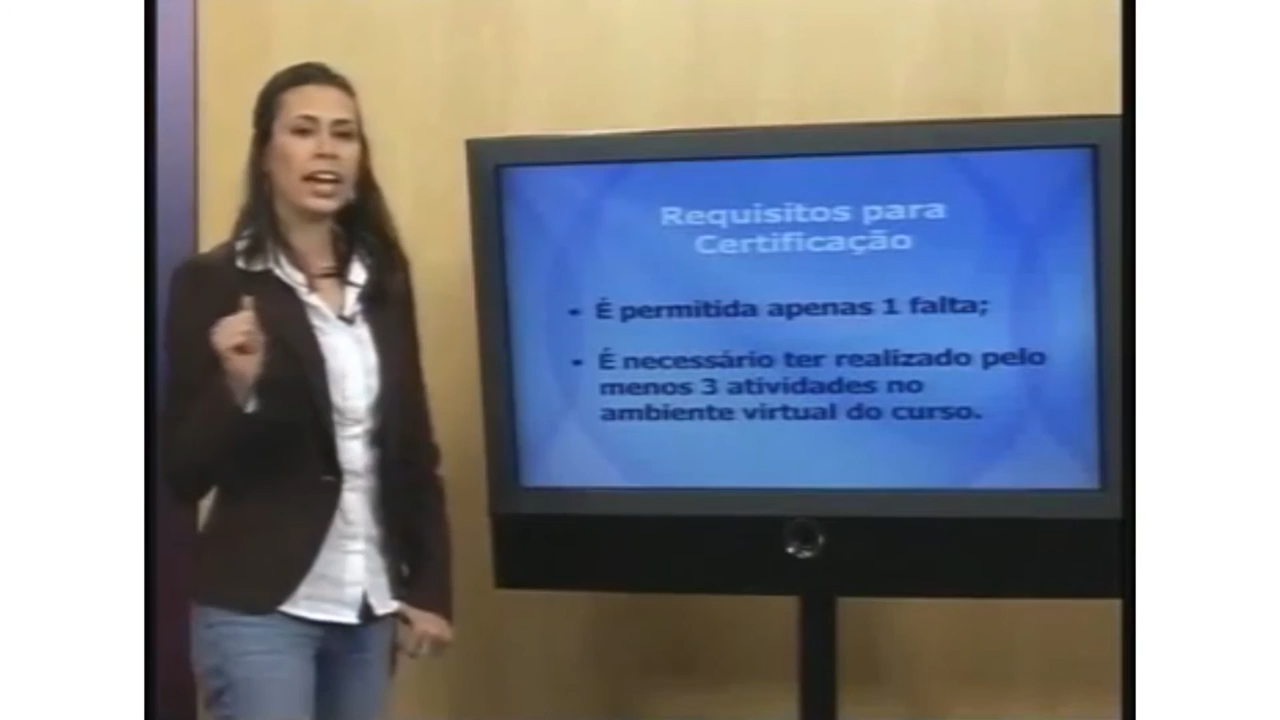 Requisitos para
Certificação
• É permitida apenas 1 falta;
• É necessário ter realizado pelo
menos 3 atividades no
ambiente virtual do curso.